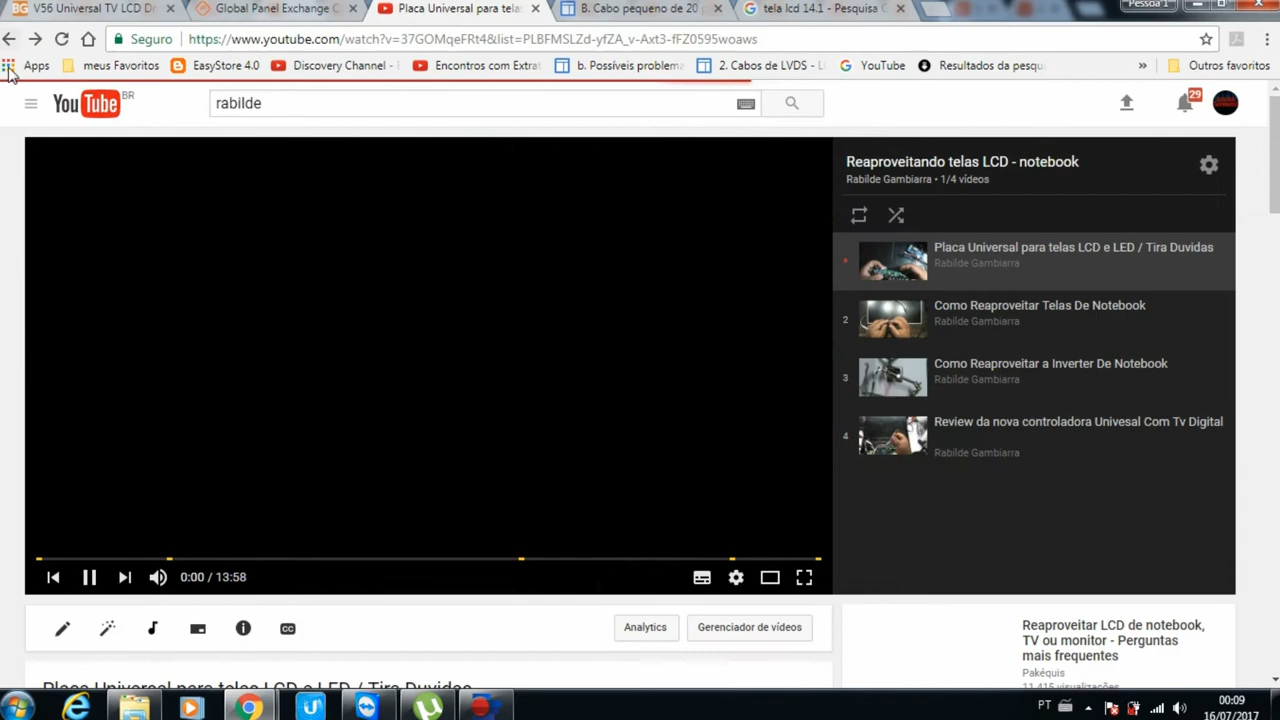 V56 Universal TV LCD Dr
Global Panel Exchange C
Placa Universal para tela
B. Cabo pequeno de 20 p
tela lcd 14.1 - Pesquisa G
Pessoa 1
Seguro
https://www.youtube.com/watch?v=37GOMqeFRt4&list=PLBFMSLZd-yfZA_v-Axt3-fFZ0595woaws
Apps
meus Favoritos
EasyStore 4.0
Discovery Channel -
Encontros com Extrat
b. Possíveis problema
2. Cabos de LVDS - L
YouTube
Resultados da pesqu
»
Outros favoritos
YouTube BR
rabilde
29
Reaproveitando telas LCD - notebook
Rabilde Gambiarra • 1/4 vídeos
Placa Universal para telas LCD e LED / Tira Duvidas
Rabilde Gambiarra
2
Como Reaproveitar Telas De Notebook
Rabilde Gambiarra
3
Como Reaproveitar a Inverter De Notebook
Rabilde Gambiarra
4
Review da nova controladora Univesal Com Tv Digital
Rabilde Gambiarra
0:00 / 13:58
CC
Analytics
Gerenciador de vídeos
Reaproveitar LCD de notebook,
TV ou monitor - Perguntas
mais frequentes
Pakéquis
11.415 visualizações
Placa Universal para telas LCD e LED / Tira Duvidas
PT
00:09
16/07/2017